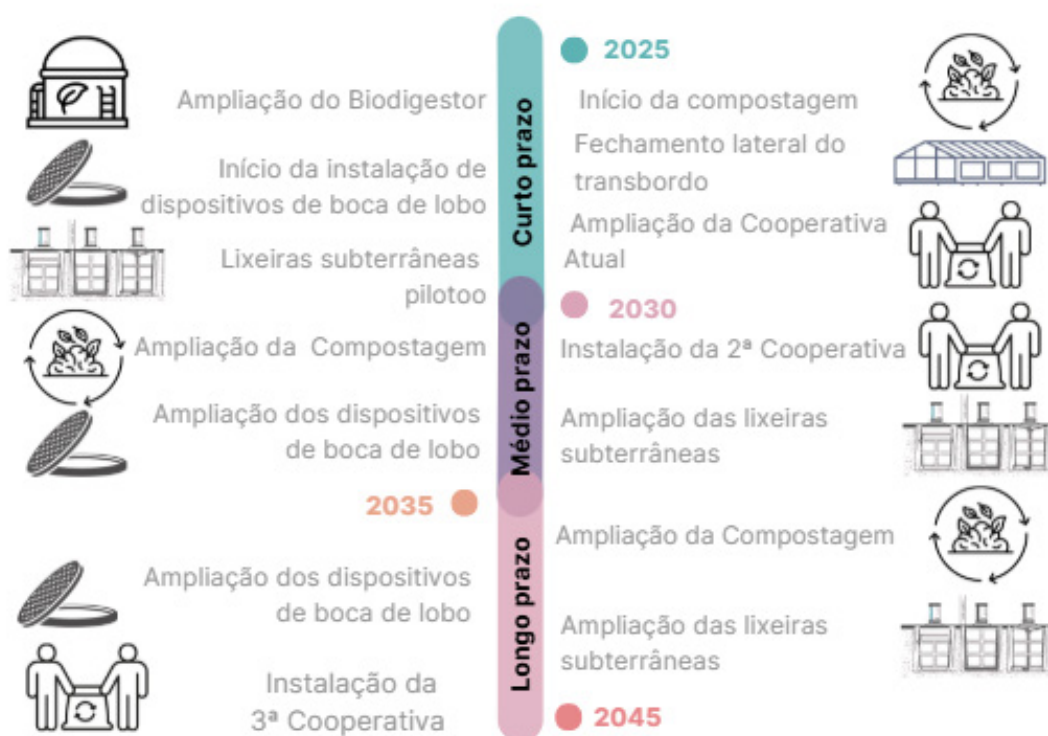 2025
Ampliação do Biodigestor
Início da compostagem
Início da instalação de
dispositivos de boca de lobo
Fechamento lateral do
transbordo
Lixeiras subterrâneas
pilotoo
Ampliação da Cooperativa
Atual
Curto prazo
2030
Ampliação da Compostagem
Instalação da 2ª Cooperativa
Ampliação dos dispositivos
de boca de lobo
Ampliação das lixeiras
subterrâneas
Médio prazo
2035
Ampliação da Compostagem
Ampliação dos dispositivos
de boca de lobo
Ampliação das lixeiras
subterrâneas
Instalação da
3ª Cooperativa
Longo prazo
2045